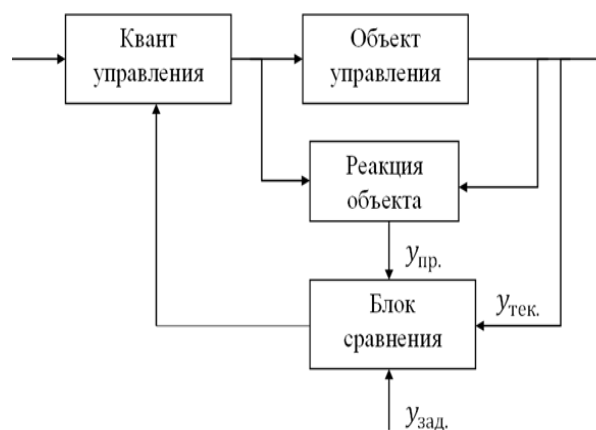 Квант
управления
Объект
управления
Реакция
объекта
yпр.
Блок
сравнения
yтек.
yзад.